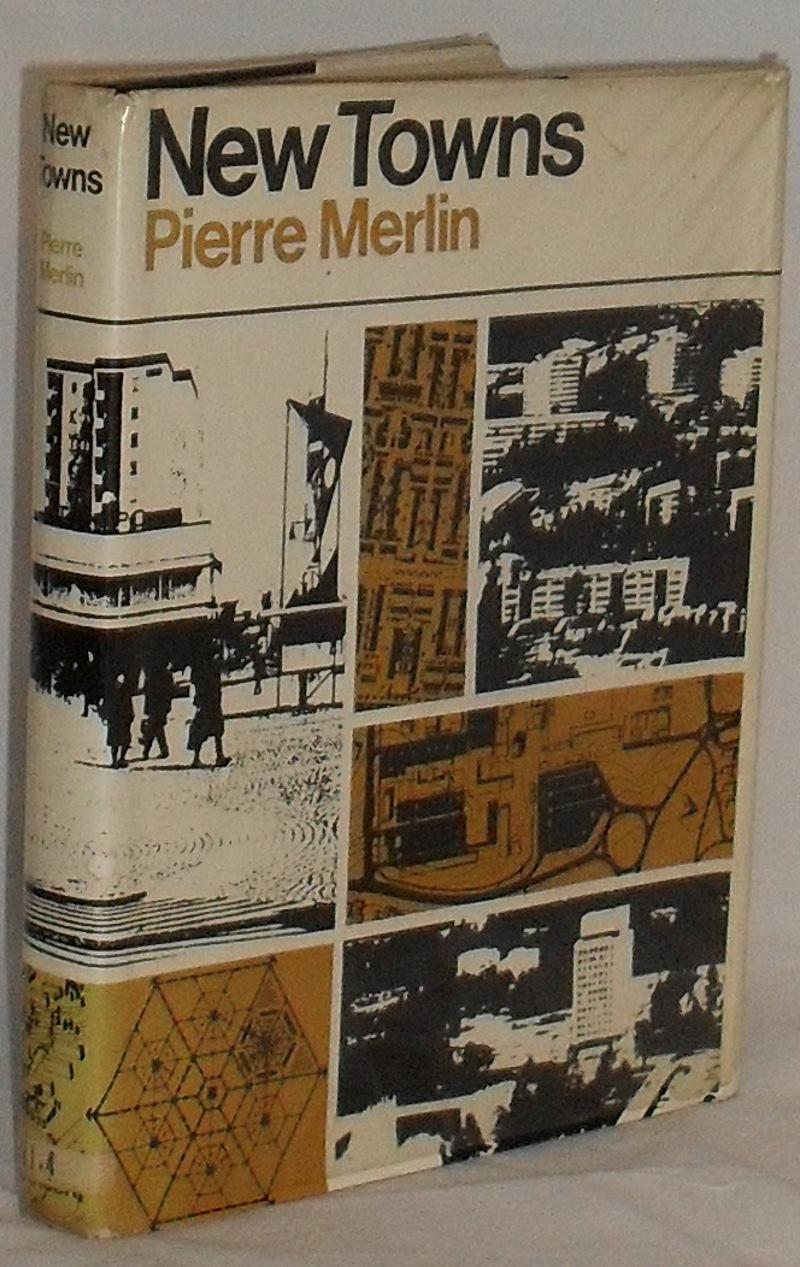 New
Towns
Pierre
Merlin
New Towns
Pierre Merlin